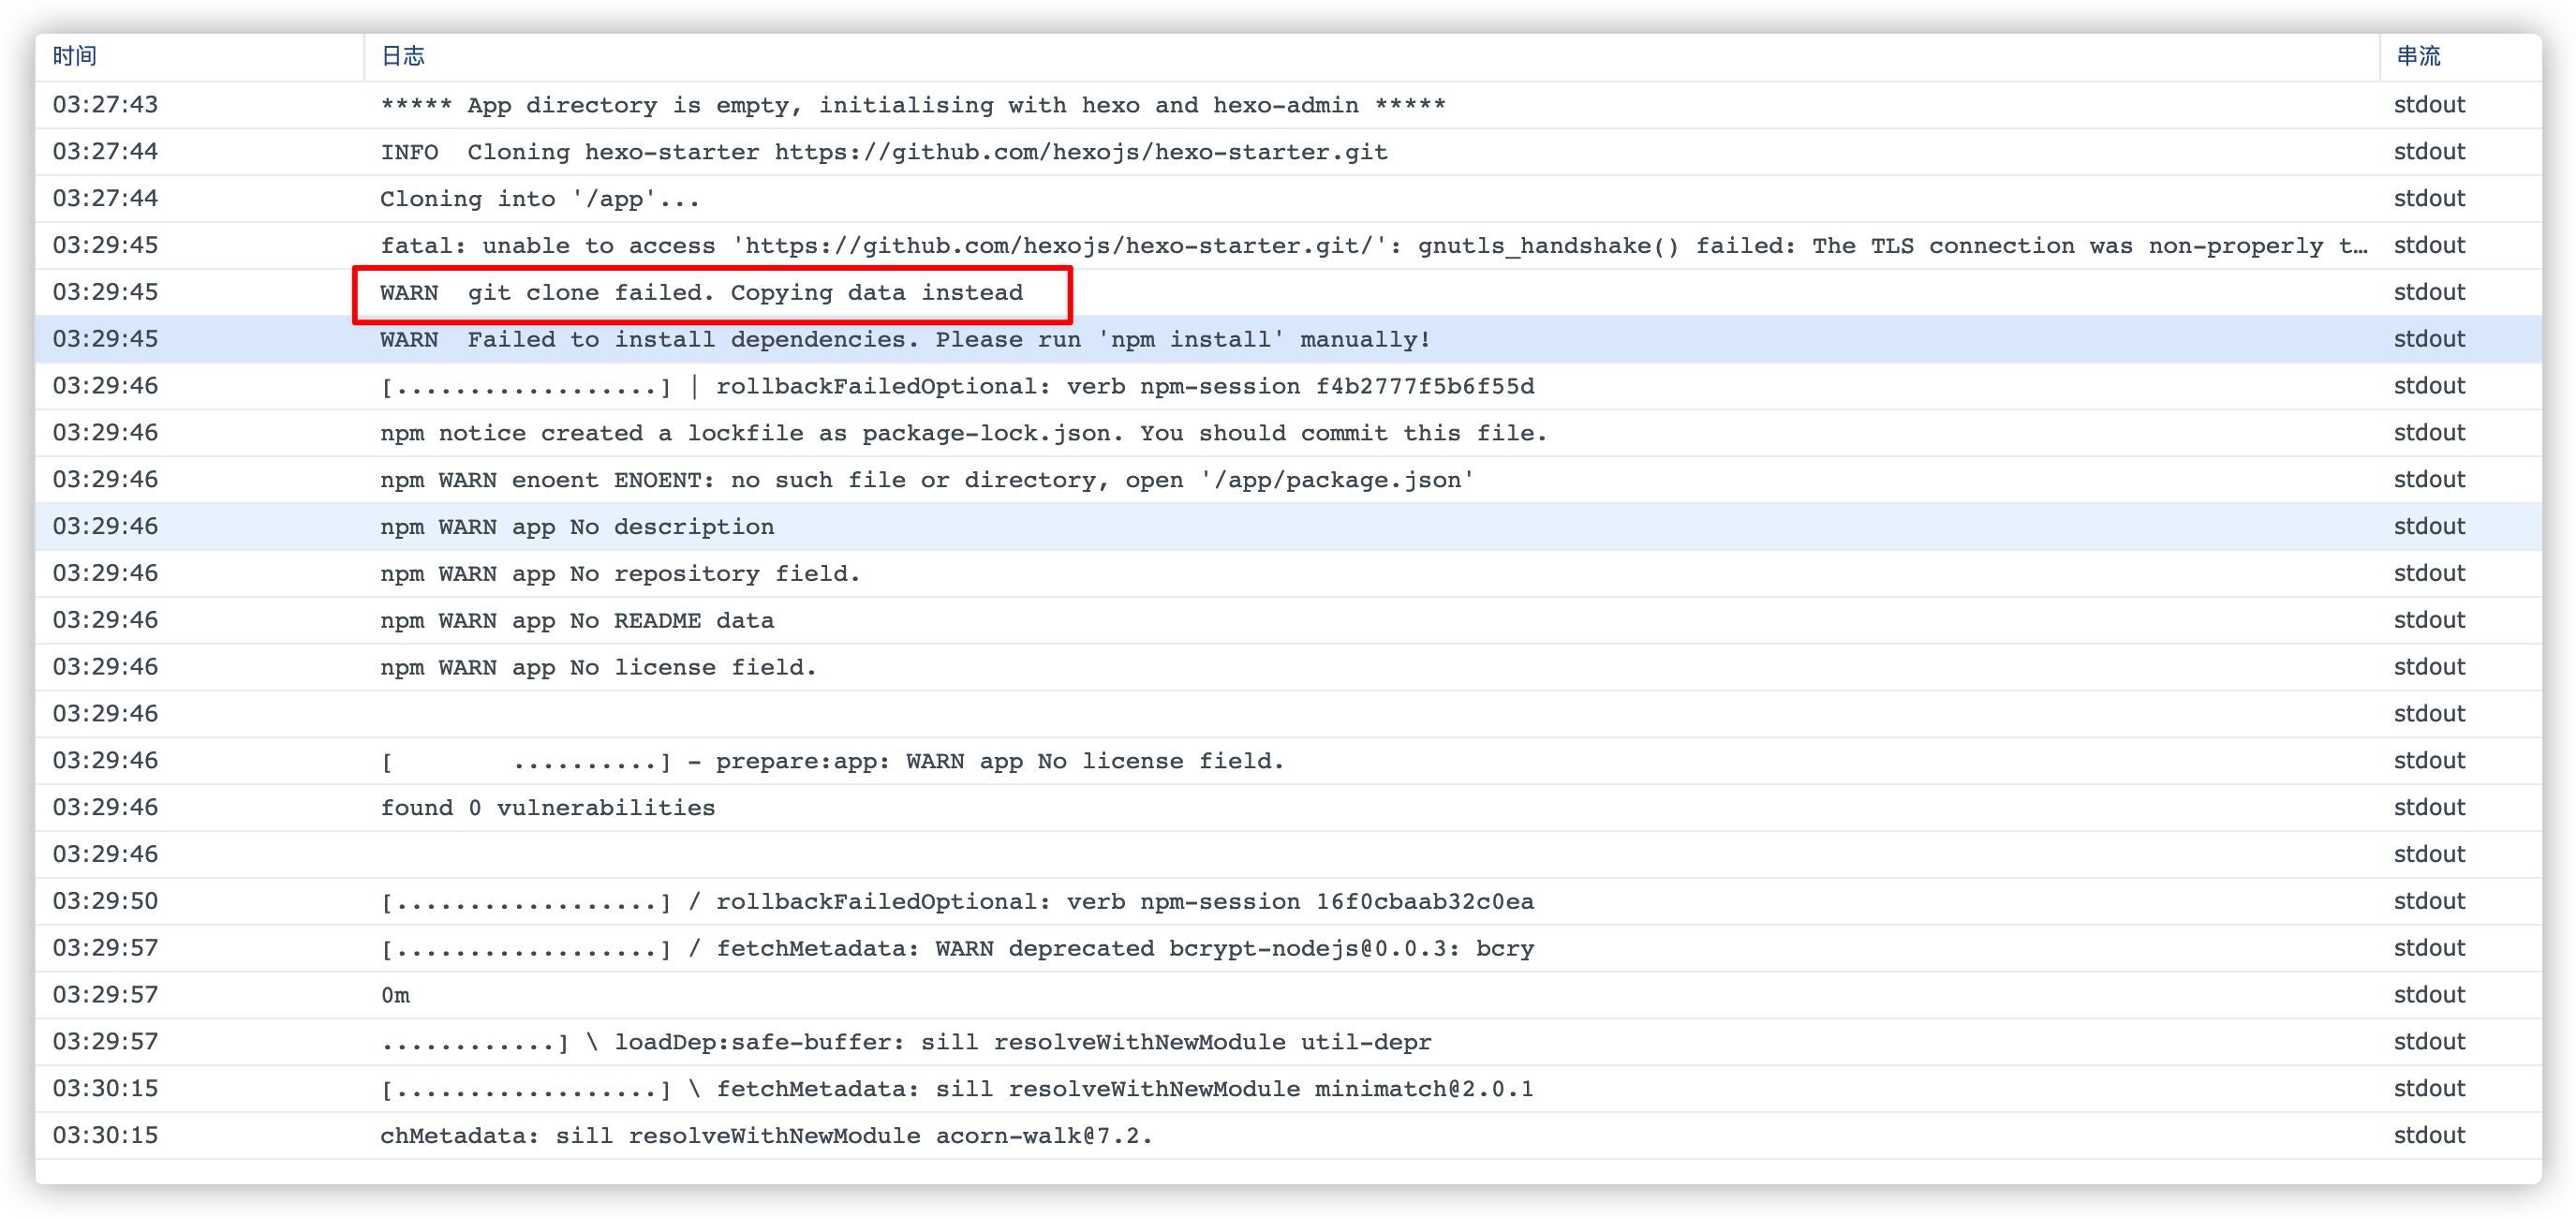 时间 日志 串流
03:27:43 ***** App directory is empty, initialising with hexo and hexo-admin ***** stdout
03:27:44 INFO  Cloning hexo-starter https://github.com/hexojs/hexo-starter.git stdout
03:27:44 Cloning into '/app'... stdout
03:29:45 fatal: unable to access 'https://github.com/hexojs/hexo-starter.git/': gnutls_handshake() failed: The TLS connection was non-properly t… stdout
03:29:45 WARN  git clone failed. Copying data instead stdout
03:29:45 WARN  Failed to install dependencies. Please run 'npm install' manually! stdout
03:29:46 [..................] | rollbackFailedOptional: verb npm-session f4b2777f5b6f55d stdout
03:29:46 npm notice created a lockfile as package-lock.json. You should commit this file. stdout
03:29:46 npm WARN enoent ENOENT: no such file or directory, open '/app/package.json' stdout
03:29:46 npm WARN app No description stdout
03:29:46 npm WARN app No repository field. stdout
03:29:46 npm WARN app No README data stdout
03:29:46 npm WARN app No license field. stdout
03:29:46 stdout
03:29:46 [        ..........] - prepare:app: WARN app No license field. stdout
03:29:46 found 0 vulnerabilities stdout
03:29:46 stdout
03:29:50 [..................] / rollbackFailedOptional: verb npm-session 16f0cbaab32c0ea stdout
03:29:57 [..................] / fetchMetadata: WARN deprecated bcrypt-nodejs@0.0.3: bcry stdout
03:29:57 0m stdout
03:29:57 ............] \ loadDep:safe-buffer: sill resolveWithNewModule util-depr stdout
03:30:15 [..................] \ fetchMetadata: sill resolveWithNewModule minimatch@2.0.1 stdout
03:30:15 chMetadata: sill resolveWithNewModule acorn-walk@7.2. stdout